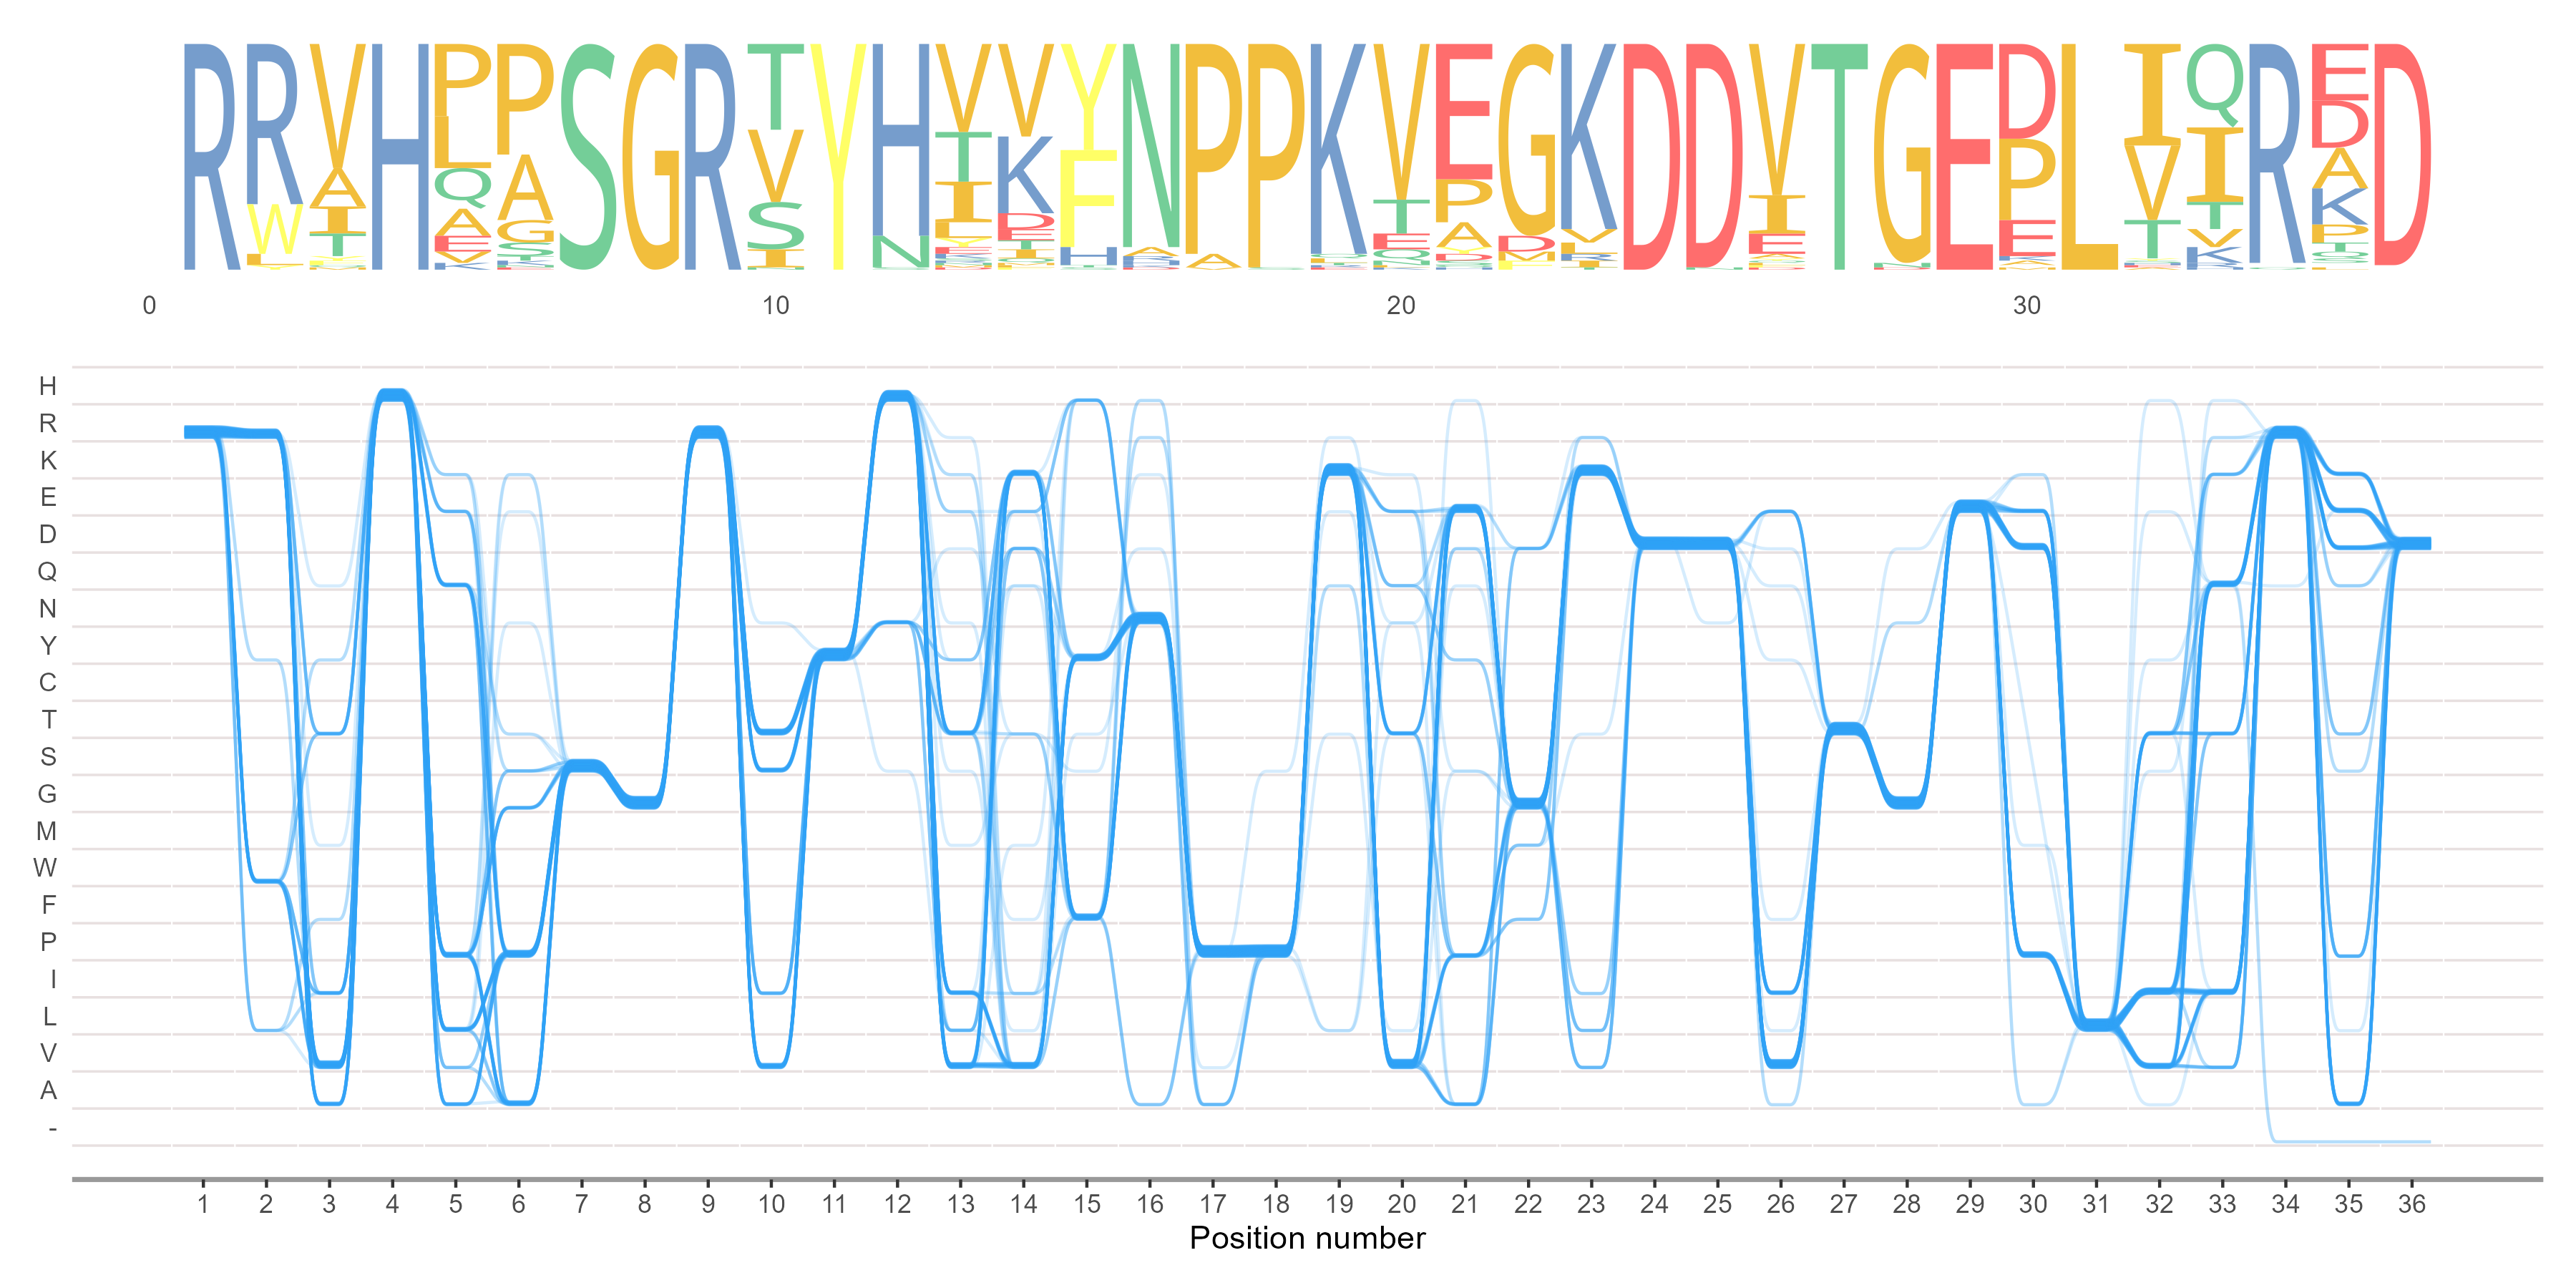 RRVHPPSGRTYHVVYNPPKVEGKDDVTGEDLIQRED
0 10 20 30
H
R
K
E
D
Q
N
Y
C
T
S
G
M
W
F
P
I
L
V
A
-
1 2 3 4 5 6 7 8 9 10 11 12 13 14 15 16 17 18 19 20 21 22 23 24 25 26 27 28 29 30 31 32 33 34 35 36
Position number